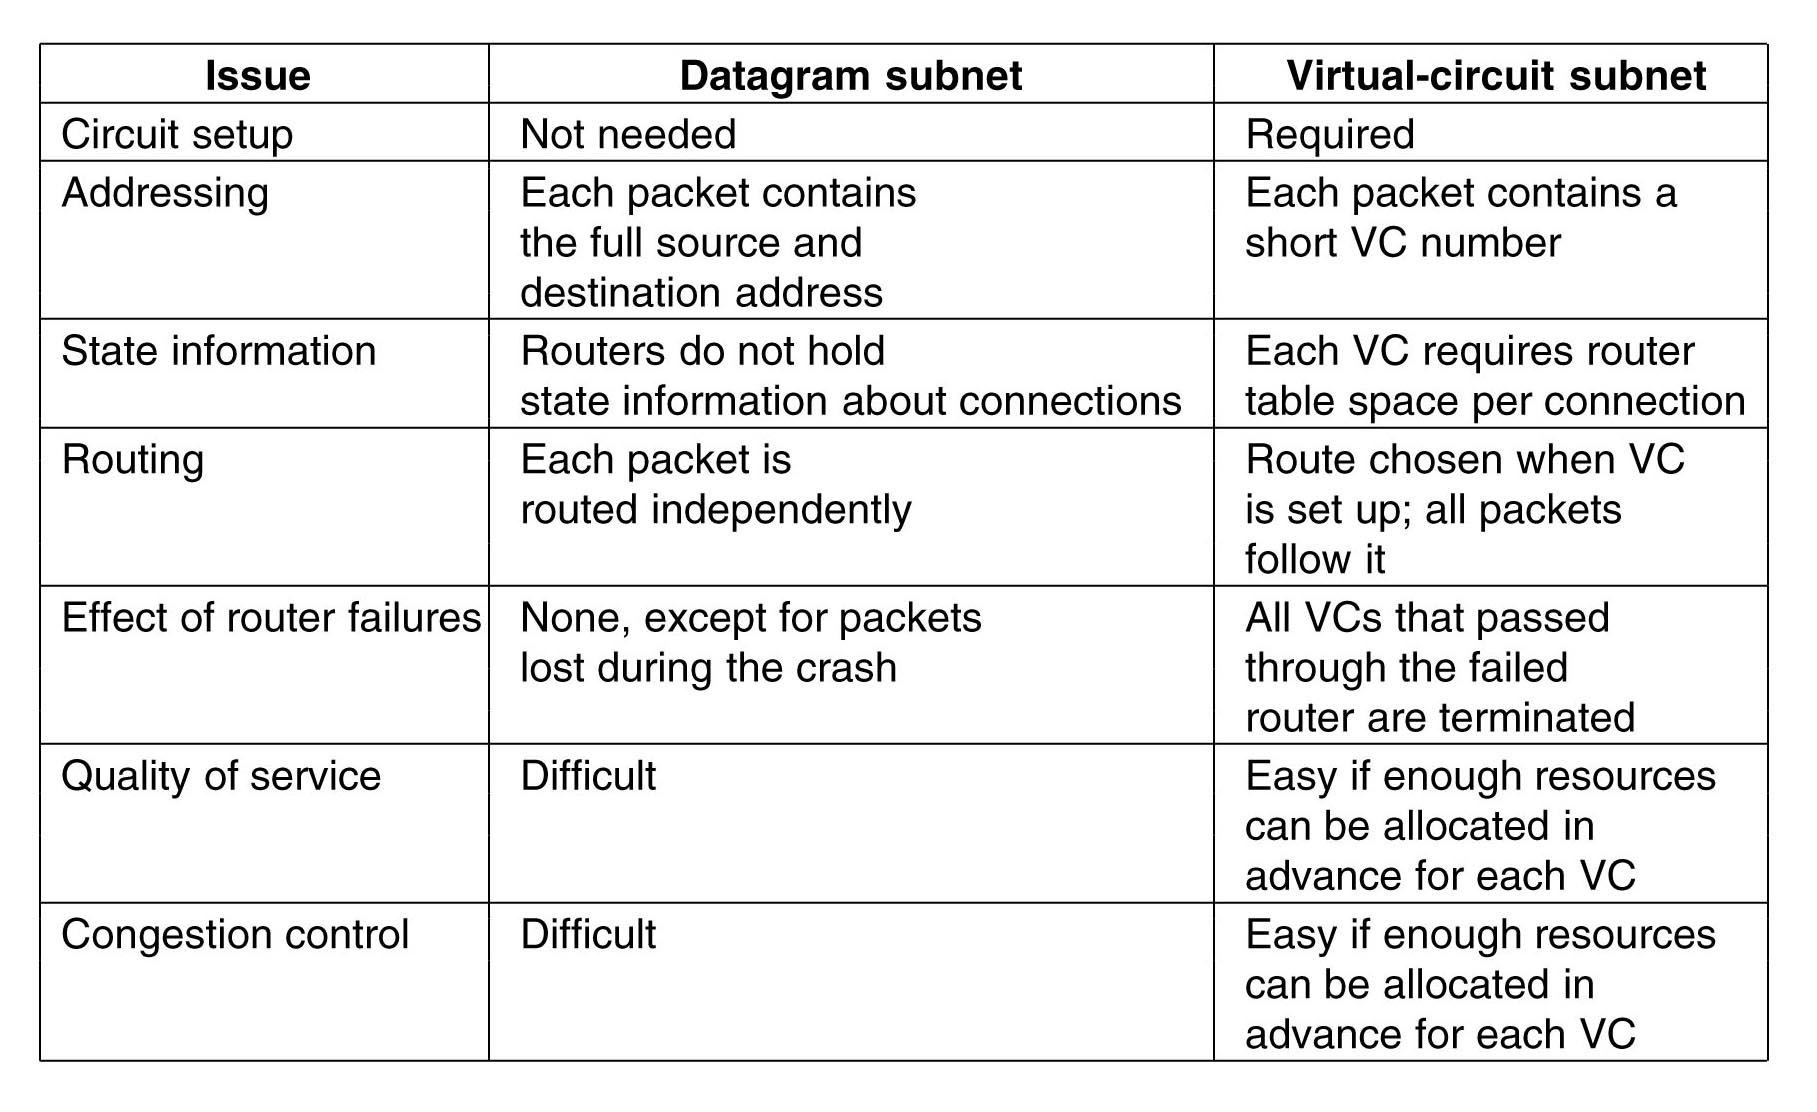 Issue Datagram subnet Virtual-circuit subnet
Circuit setup Not needed Required
Addressing Each packet contains Each packet contains a
the full source and short VC number
destination address
State information Routers do not hold Each VC requires router
state information about connections table space per connection
Routing Each packet is Route chosen when VC
routed independently is set up; all packets
follow it
Effect of router failures None, except for packets All VCs that passed
lost during the crash through the failed
router are terminated
Quality of service Difficult Easy if enough resources
can be allocated in
advance for each VC
Congestion control Difficult Easy if enough resources
can be allocated in
advance for each VC